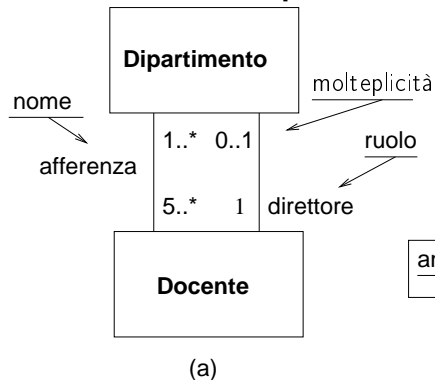 Dipartimento
nome
molteplicità
1..* 0..1
ruolo
afferenza
5..* 1 direttore
Docente
(a)